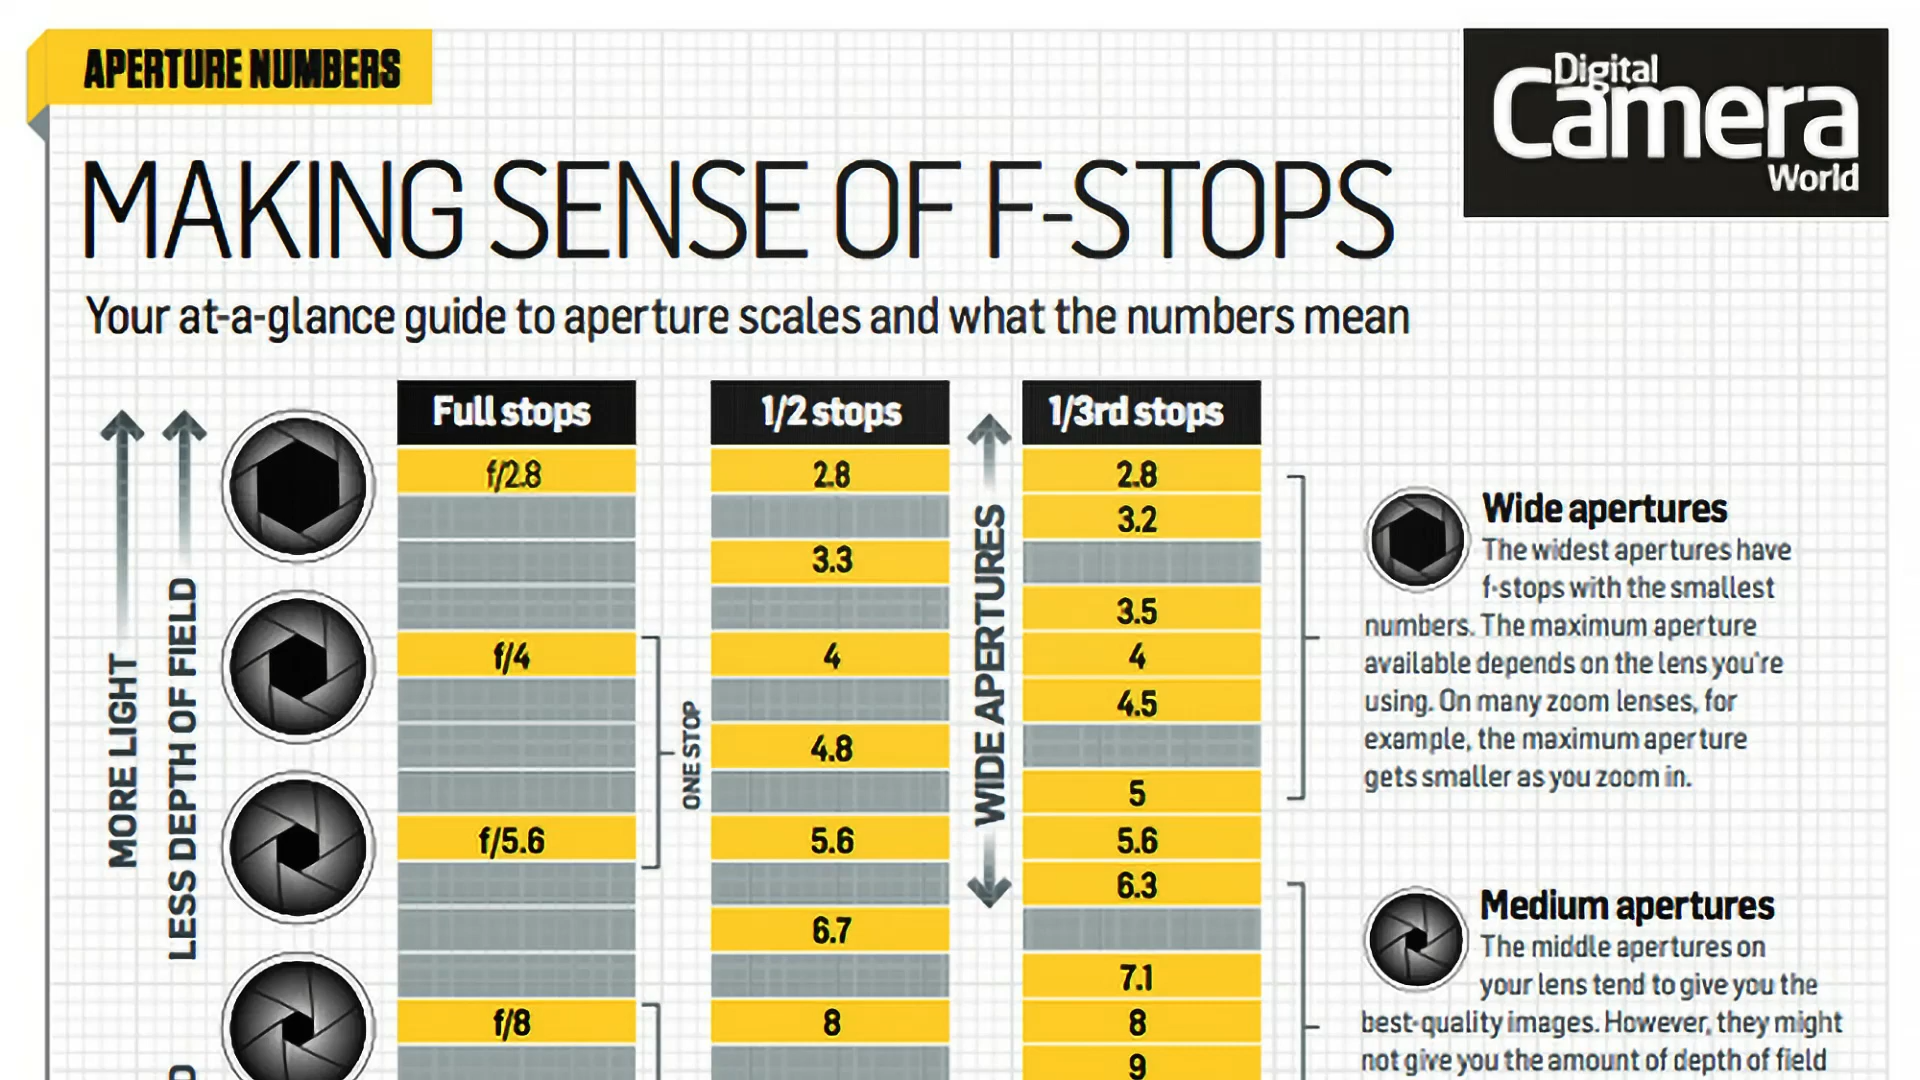 APERTURE NUMBERS
Digital
Camera
World
MAKING SENSE OF F-STOPS
Your at-a-glance guide to aperture scales and what the numbers mean
MORE LIGHT
LESS DEPTH OF FIELD
Full stops
f/2.8
f/4
f/5.6
f/8
ONE STOP
1/2 stops
2.8
3.3
4
4.8
5.6
6.7
8
WIDE APERTURES
1/3rd stops
2.8
3.2
3.5
4
4.5
5
5.6
6.3
7.1
8
9
Wide apertures
The widest apertures have
f-stops with the smallest
numbers. The maximum aperture
available depends on the lens you're
using. On many zoom lenses, for
example, the maximum aperture
gets smaller as you zoom in.
Medium apertures
The middle apertures on
your lens tend to give you the
best-quality images. However, they might
not give you the amount of depth of field